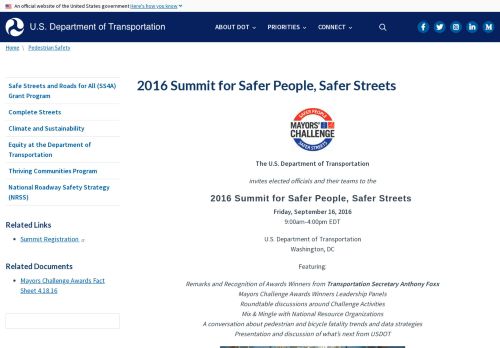 An official website of the United States government Here's how you know
U.S. Department of Transportation
ABOUT DOT
PRIORITIES
CONNECT
Home \ Pedestrian Safety
Safe Streets and Roads for All (SS4A)
Grant Program
Complete Streets
Climate and Sustainability
Equity at the Department of
Transportation
Thriving Communities Program
National Roadway Safety Strategy
(NRSS)
Related Links
Summit Registration
Related Documents
Mayors Challenge Awards Fact
Sheet 4.18.16
2016 Summit for Safer People, Safer Streets
SAFER PEOPLE
MAYORS'
CHALLENGE
SAFER STREETS
The U.S. Department of Transportation
invites elected officials and their teams to the
2016 Summit for Safer People, Safer Streets
Friday, September 16, 2016
9:00am–4:00pm EDT
U.S. Department of Transportation
Washington, DC
Featuring:
Remarks and Recognition of Awards Winners from Transportation Secretary Anthony Foxx
Mayors Challenge Awards Winners Leadership Panels
Roundtable discussions around Challenge Activities
Mix & Mingle with National Resource Organizations
A conversation about pedestrian and bicycle fatality trends and data strategies
Presentation and discussion of what's next from USDOT